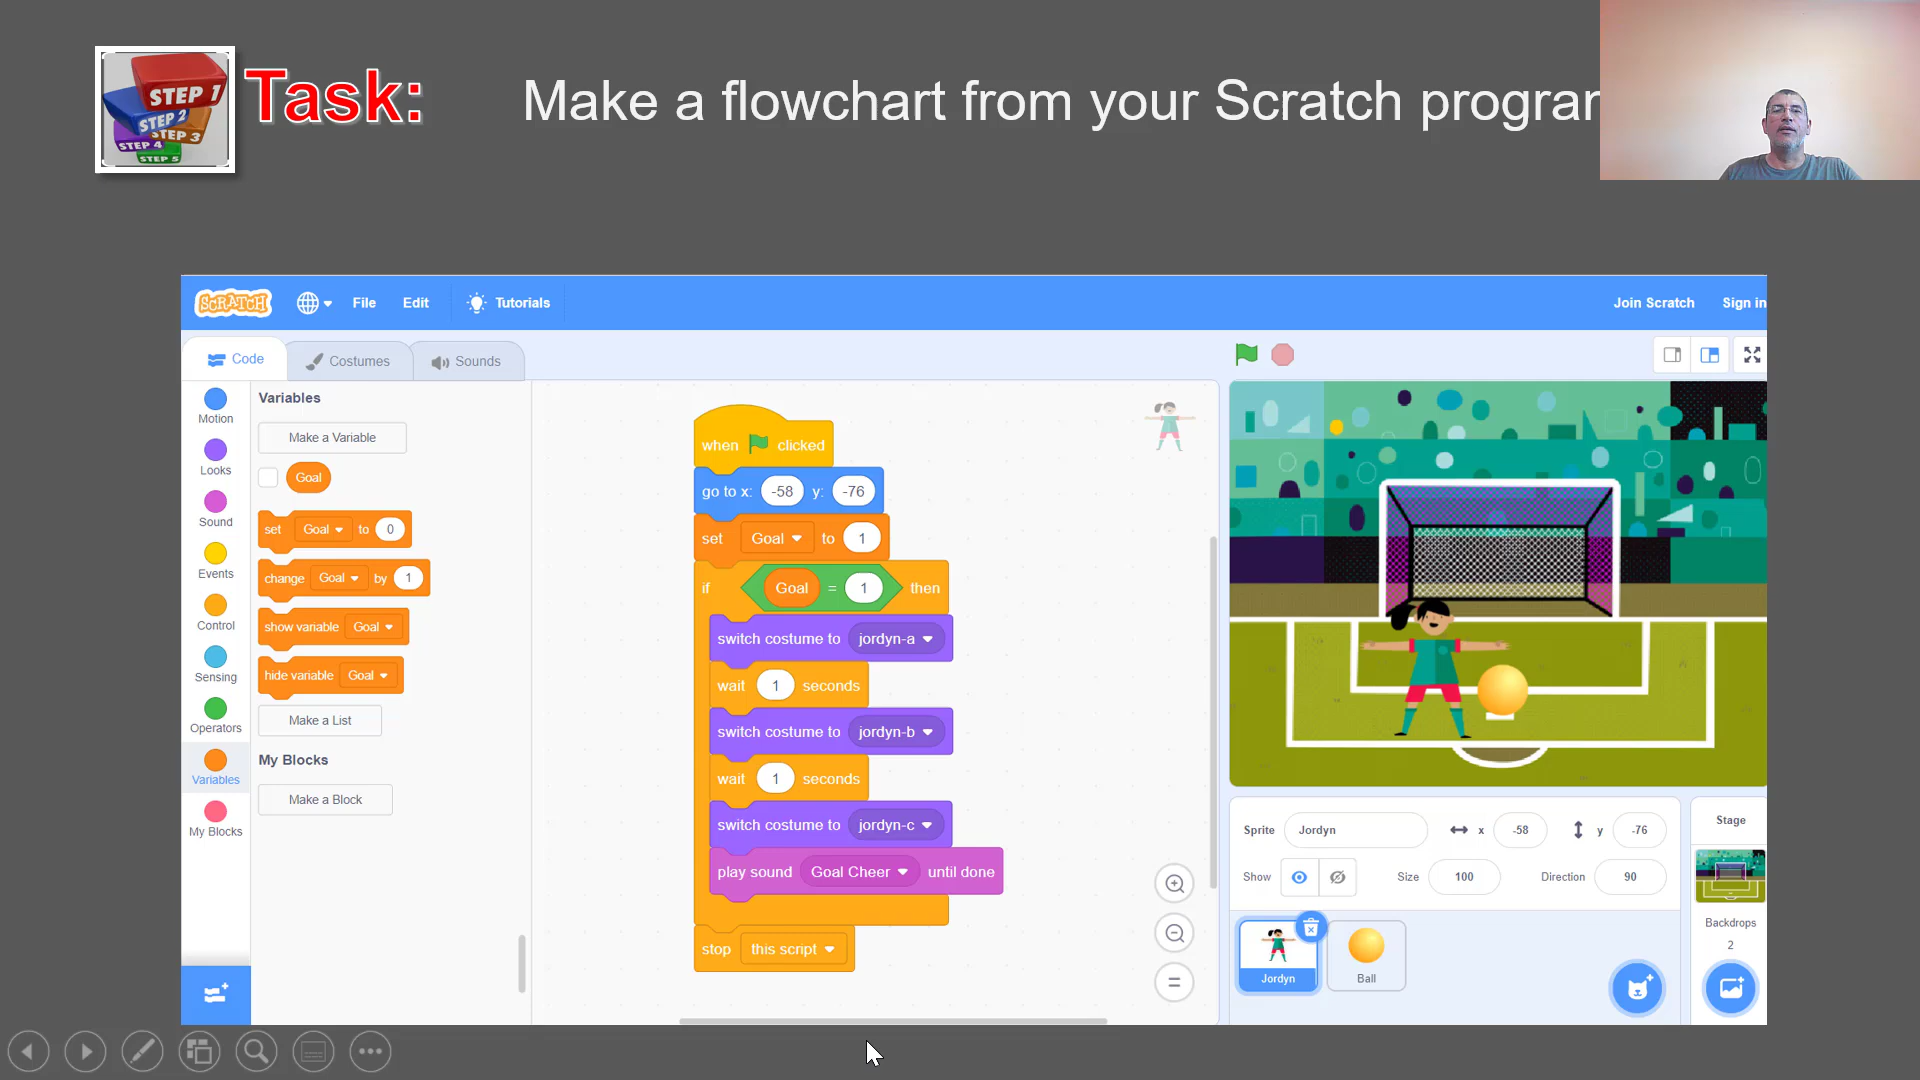 STEP 1
STEP 2
STEP 3
STEP 4
STEP 5
Task:
Make a flowchart from your Scratch program
SCRATCH
File
Edit
Tutorials
Join Scratch
Sign in
Code
Costumes
Sounds
Motion
Looks
Sound
Events
Control
Sensing
Operators
Variables
My Blocks
Variables
Make a Variable
Goal
set Goal to 0
change Goal by 1
show variable Goal
hide variable Goal
Make a List
My Blocks
Make a Block
when clicked
go to x: -58 y: -76
set Goal to 1
if Goal = 1 then
switch costume to jordyn-a
wait 1 seconds
switch costume to jordyn-b
wait 1 seconds
switch costume to jordyn-c
play sound Goal Cheer until done
stop this script
Sprite Jordyn x -58 y -76
Show Size 100 Direction 90
Jordyn
Ball
Stage
Backdrops
2